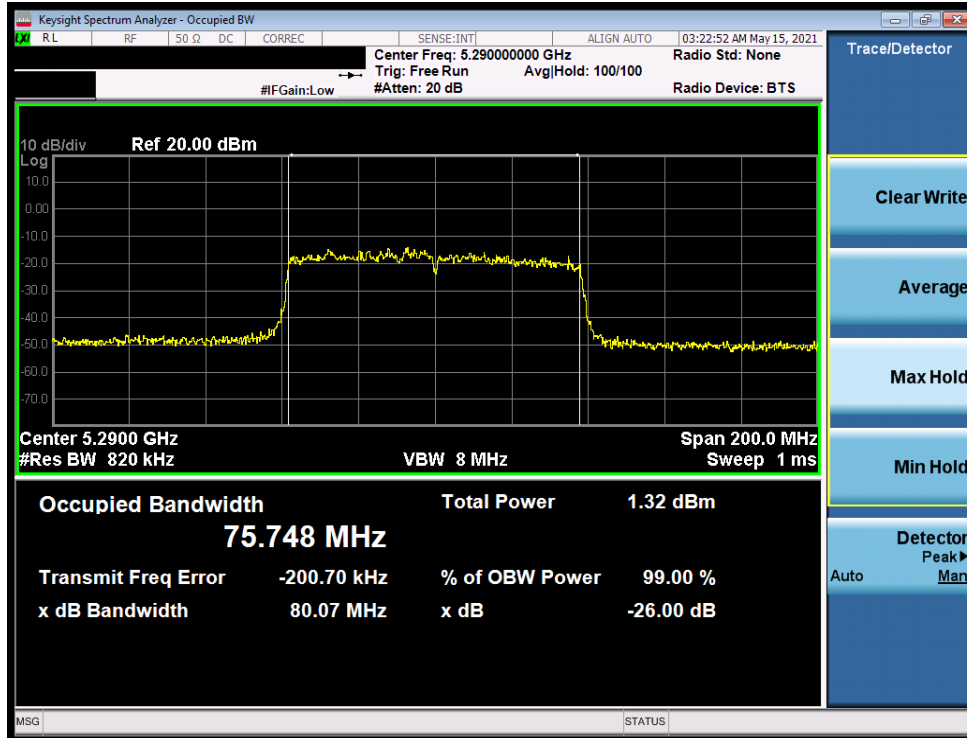 Keysight Spectrum Analyzer - Occupied BW
LXI RL RF 50 Ω DC CORREC SENSE:INT ALIGN AUTO 03:22:52 AM May 15, 2021
Center Freq: 5.290000000 GHz Radio Std: None
Trig: Free Run Avg|Hold: 100/100
#IFGain:Low #Atten: 20 dB Radio Device: BTS
10 dB/div Ref 20.00 dBm
Log
10.0
0.00
-10.0
-20.0
-30.0
-40.0
-50.0
-60.0
-70.0
Center 5.2900 GHz Span 200.0 MHz
#Res BW 820 kHz VBW 8 MHz Sweep 1 ms
Occupied Bandwidth Total Power 1.32 dBm
75.748 MHz
Transmit Freq Error -200.70 kHz % of OBW Power 99.00 %
x dB Bandwidth 80.07 MHz x dB -26.00 dB
MSG STATUS
Trace/Detector
Clear Write
Average
Max Hold
Min Hold
Detector
Peak▶
Auto Man